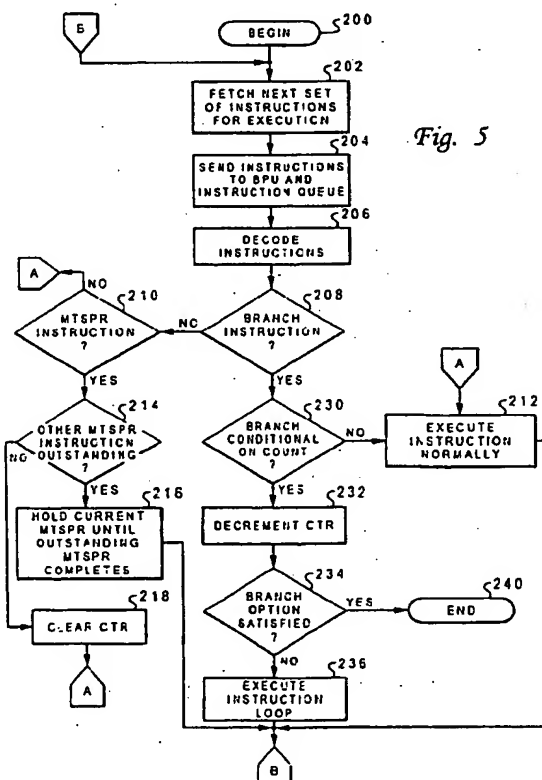 B
BEGIN
200
202
FETCH NEXT SET
OF INSTRUCTIONS
FOR EXECUTION
Fig. 5
204
SEND INSTRUCTIONS
TO BPU AND
INSTRUCTION QUEUE
206
DECODE
INSTRUCTIONS
A
NO
210
MTSPR
INSTRUCTION
?
NO
208
BRANCH
INSTRUCTION
?
YES
YES
A
214
OTHER MTSPR
INSTRUCTION
OUTSTANDING
?
NO
YES
230
BRANCH
CONDITIONAL
ON COUNT
?
NO
YES
212
EXECUTE
INSTRUCTION
NORMALLY
216
HOLD CURRENT
MTSPR UNTIL
OUTSTANDING
MTSPR
COMPLETES
232
DECREMENT CTR
234
BRANCH
OPTION
SATISFIED
?
YES
240
END
218
CLEAR CTR
NO
236
EXECUTE
INSTRUCTION
LOOP
A
B